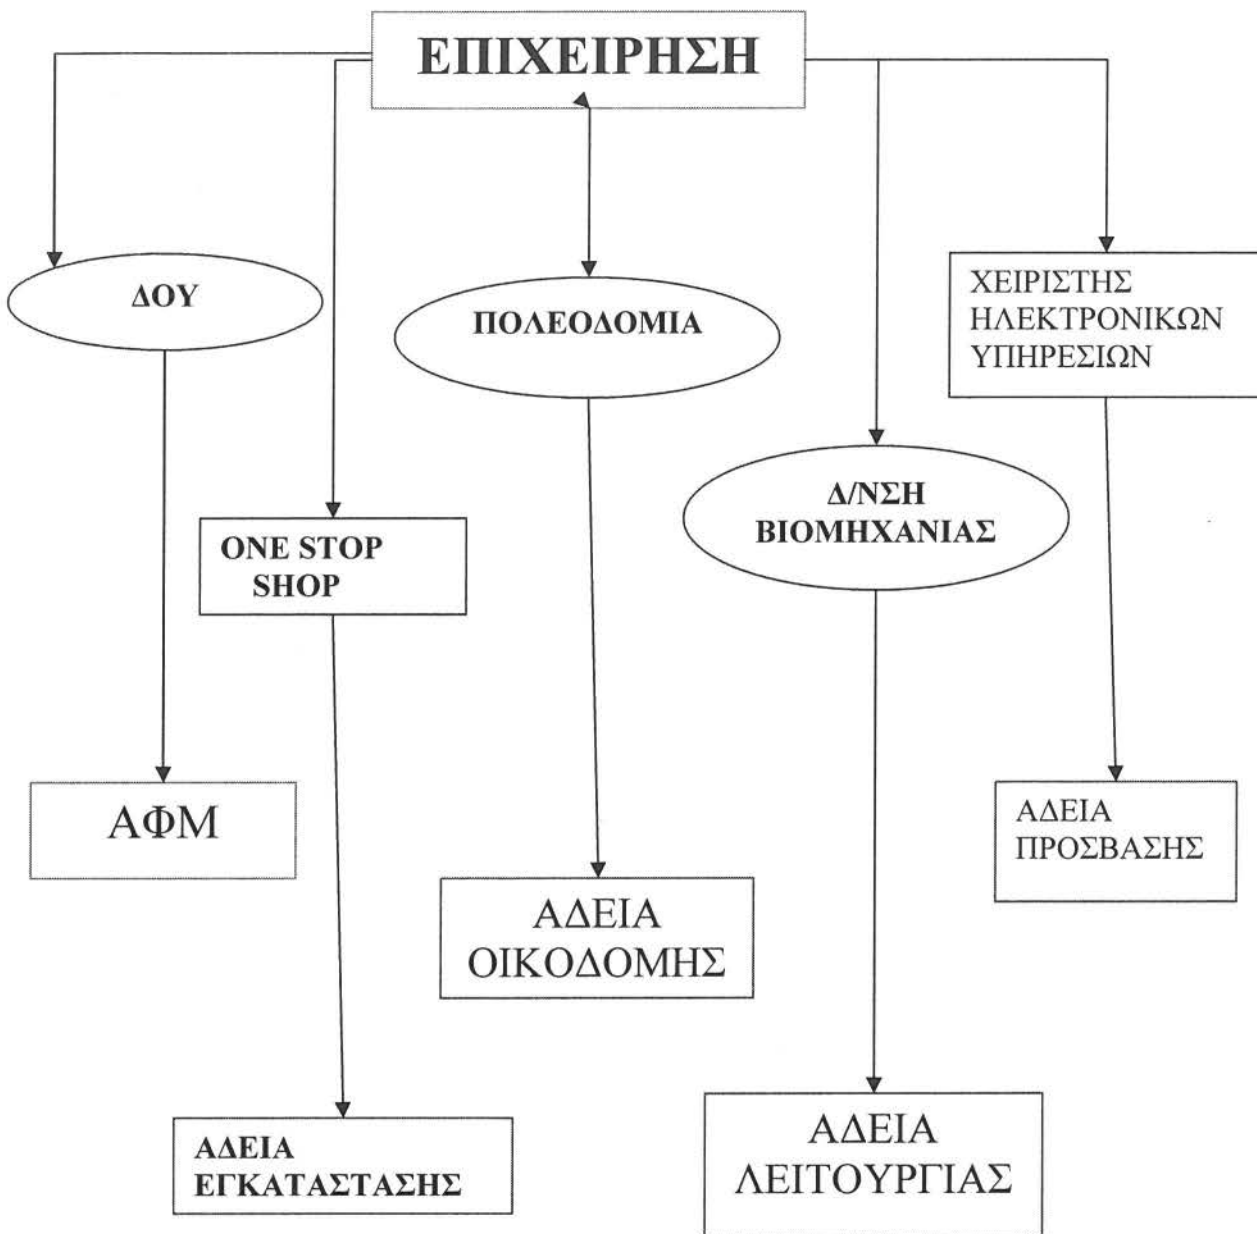 ΕΠΙΧΕΙΡΗΣΗ
ΔΟΥ
ΠΟΛΕΟΔΟΜΙΑ
ΧΕΙΡΙΣΤΗΣ
ΗΛΕΚΤΡΟΝΙΚΩΝ
ΥΠΗΡΕΣΙΩΝ
Δ/ΝΣΗ
ΒΙΟΜΗΧΑΝΙΑΣ
ONE STOP
SHOP
ΑΦΜ
ΑΔΕΙΑ
ΠΡΟΣΒΑΣΗΣ
ΑΔΕΙΑ
ΟΙΚΟΔΟΜΗΣ
ΑΔΕΙΑ
ΕΓΚΑΤΑΣΤΑΣΗΣ
ΑΔΕΙΑ
ΛΕΙΤΟΥΡΓΙΑΣ